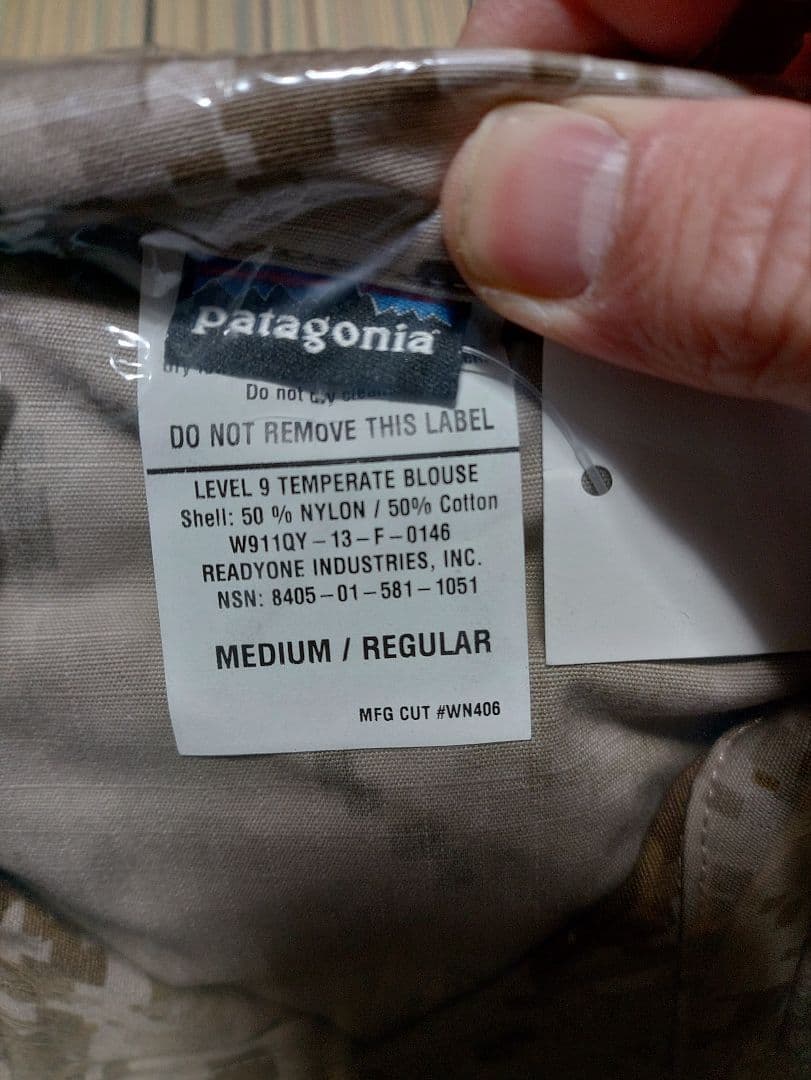 patagonia
Do not
DO NOT REMOVE THIS LABEL
LEVEL 9 TEMPERATE BLOUSE
Shell: 50 % NYLON / 50% Cotton
W911QY-13-F-0146
READYONE INDUSTRIES, INC.
NSN: 8405-01-581-1051
MEDIUM / REGULAR
MFG CUT #WN406